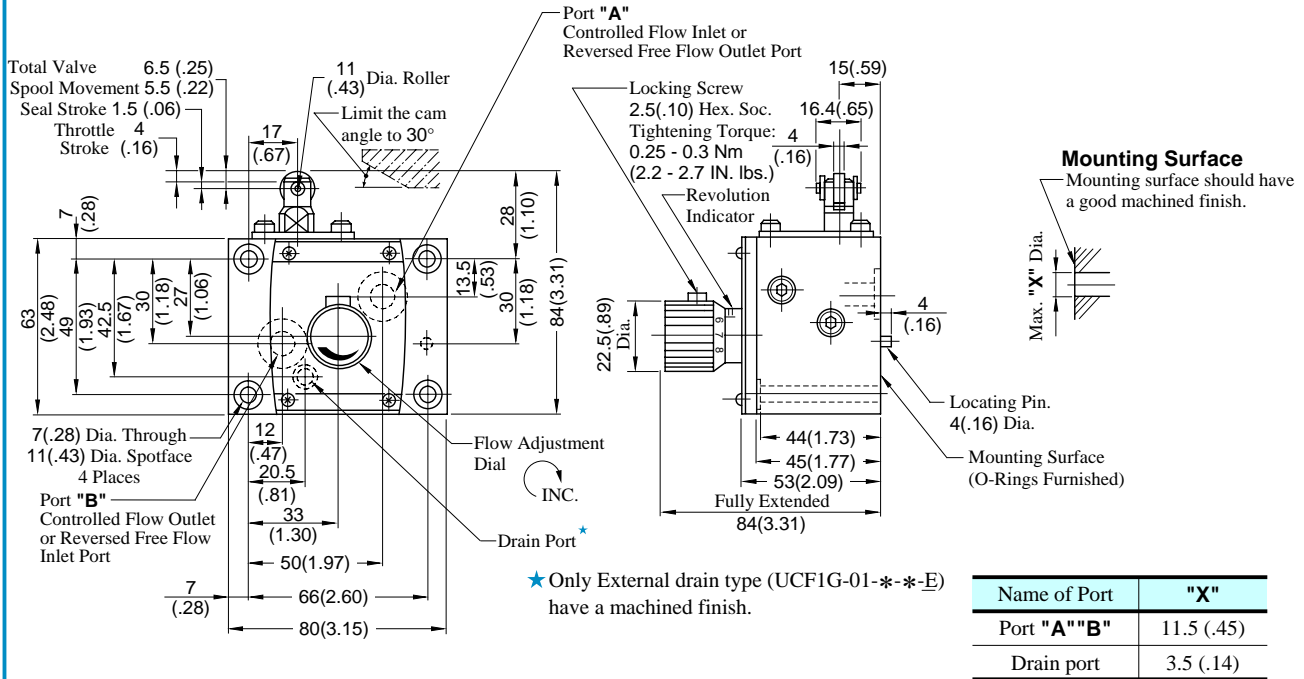 Port "A"
Controlled Flow Inlet or
Reversed Free Flow Outlet Port
Total Valve 6.5 (.25)
Spool Movement 5.5 (.22)
Seal Stroke 1.5 (.06)
Throttle 4
Stroke (.16)
17
(.67)
11
(.43) Dia. Roller
Limit the cam
angle to 30°
7
(.28)
63
(2.48)
49
(1.93)
42.5
(1.67)
30
(1.18)
27
(1.06)
13.5
(.53)
28
(1.10)
30
(1.18)
84(3.31)
7(.28) Dia. Through
11(.43) Dia. Spotface
4 Places
Port "B"
Controlled Flow Outlet
or Reversed Free Flow
Inlet Port
12
(.47)
20.5
(.81)
33
(1.30)
50(1.97)
7
(.28)
66(2.60)
80(3.15)
Flow Adjustment
Dial
INC.
Drain Port★
Locking Screw
2.5(.10) Hex. Soc.
Tightening Torque:
0.25 - 0.3 Nm
(2.2 - 2.7 IN. lbs.)
Revolution
Indicator
15(.59)
16.4(.65)
4
(.16)
22.5(.89)
Dia.
6 7 8
4
(.16)
Locating Pin.
4(.16) Dia.
Mounting Surface
(O-Rings Furnished)
44(1.73)
45(1.77)
53(2.09)
Fully Extended
84(3.31)
Mounting Surface
Mounting surface should have
a good machined finish.
Max. "X" Dia.
★Only External drain type (UCF1G-01-*-*-E)
have a machined finish.
Name of Port "X"
Port "A""B" 11.5 (.45)
Drain port 3.5 (.14)